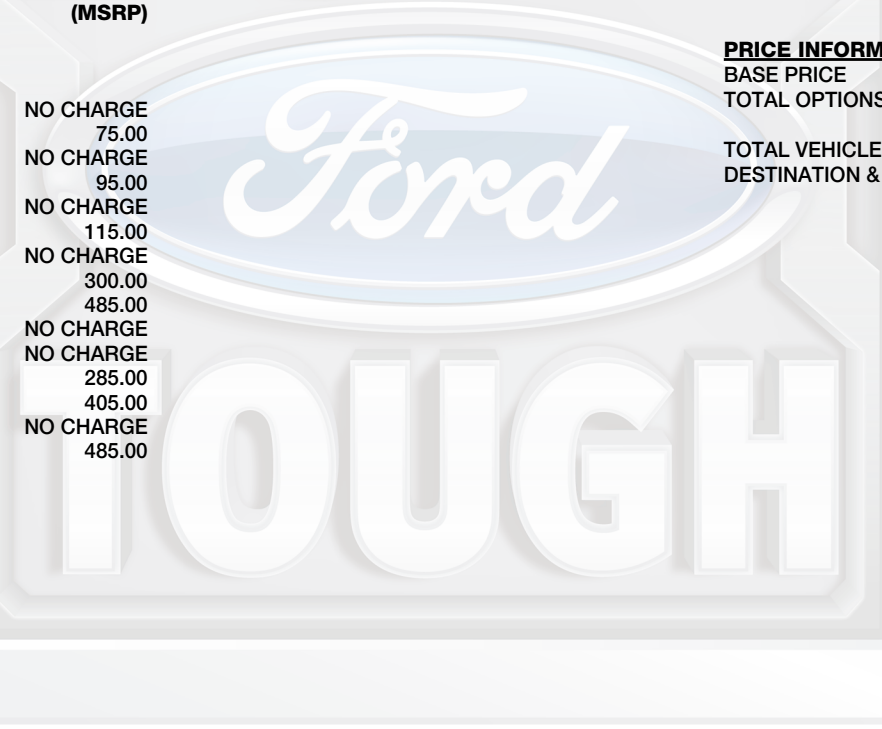 (MSRP)
NO CHARGE
75.00
NO CHARGE
95.00
NO CHARGE
115.00
NO CHARGE
300.00
485.00
NO CHARGE
NO CHARGE
285.00
405.00
NO CHARGE
485.00
PRICE INFORM
BASE PRICE
TOTAL OPTIONS
TOTAL VEHICLE
DESTINATION &
Ford
TOUGH